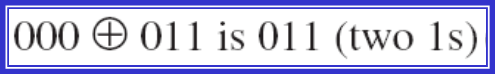 000 ⊕ 011 is 011 (two 1s)